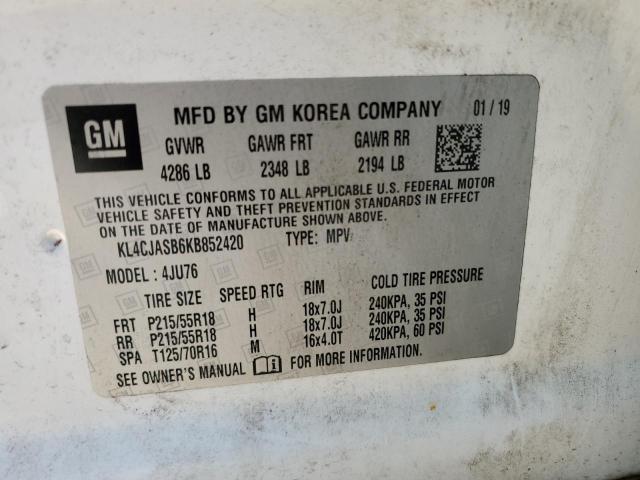 GM
MFD BY GM KOREA COMPANY 01 / 19
GVWR GAWR FRT GAWR RR
4286 LB 2348 LB 2194 LB
THIS VEHICLE CONFORMS TO ALL APPLICABLE U.S. FEDERAL MOTOR
VEHICLE SAFETY AND THEFT PREVENTION STANDARDS IN EFFECT
ON THE DATE OF MANUFACTURE SHOWN ABOVE.
KL4CJASB6KB852420 TYPE: MPV
MODEL : 4JU76
TIRE SIZE SPEED RTG RIM COLD TIRE PRESSURE
FRT P215/55R18 H 18x7.0J 240KPA, 35 PSI
RR P215/55R18 H 18x7.0J 240KPA, 35 PSI
SPA T125/70R16 M 16x4.0T 420KPA, 60 PSI
SEE OWNER'S MANUAL FOR MORE INFORMATION.